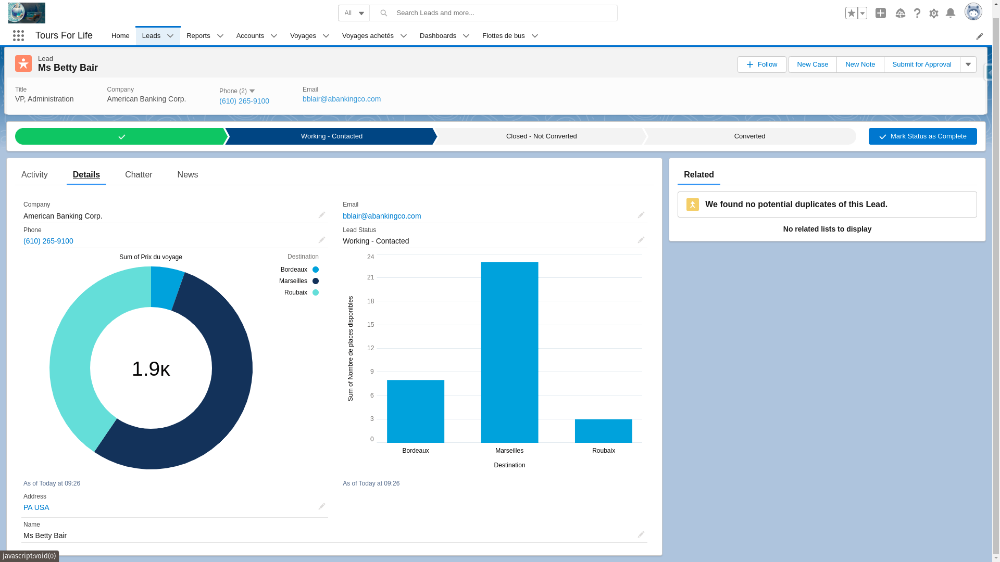 All
Search Leads and more...
Tours For Life
Home
Leads
Reports
Accounts
Voyages
Voyages achetés
Dashboards
Flottes de bus
Lead
Ms Betty Bair
Follow
New Case
New Note
Submit for Approval
Title
VP, Administration
Company
American Banking Corp.
Phone (2)
(610) 265-9100
Email
bblair@abankingco.com
Working - Contacted
Closed - Not Converted
Converted
Mark Status as Complete
Activity
Details
Chatter
News
Company
American Banking Corp.
Email
bblair@abankingco.com
Phone
(610) 265-9100
Lead Status
Working - Contacted
Sum of Prix du voyage
Destination
Bordeaux
Marseilles
Roubaix
1.9K
As of Today at 09:26
Sum of Nombre de places disponibles
24
21
18
15
12
9
6
3
0
Bordeaux
Marseilles
Roubaix
Destination
As of Today at 09:26
Address
PA USA
Name
Ms Betty Bair
Related
We found no potential duplicates of this Lead.
No related lists to display
javascript:void(0)